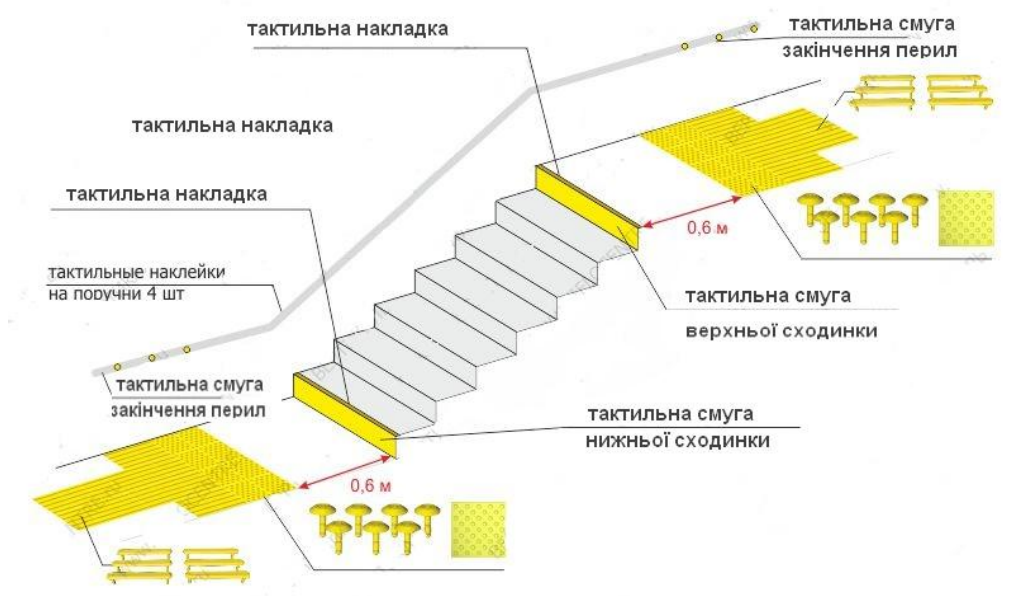 тактильна накладка
тактильна смуга
закінчення перил
тактильна накладка
тактильна накладка
0,6 м
тактильные наклейки
на поручни 4 шт
тактильна смуга
верхньої сходинки
тактильна смуга
закінчення перил
тактильна смуга
нижньої сходинки
0,6 м